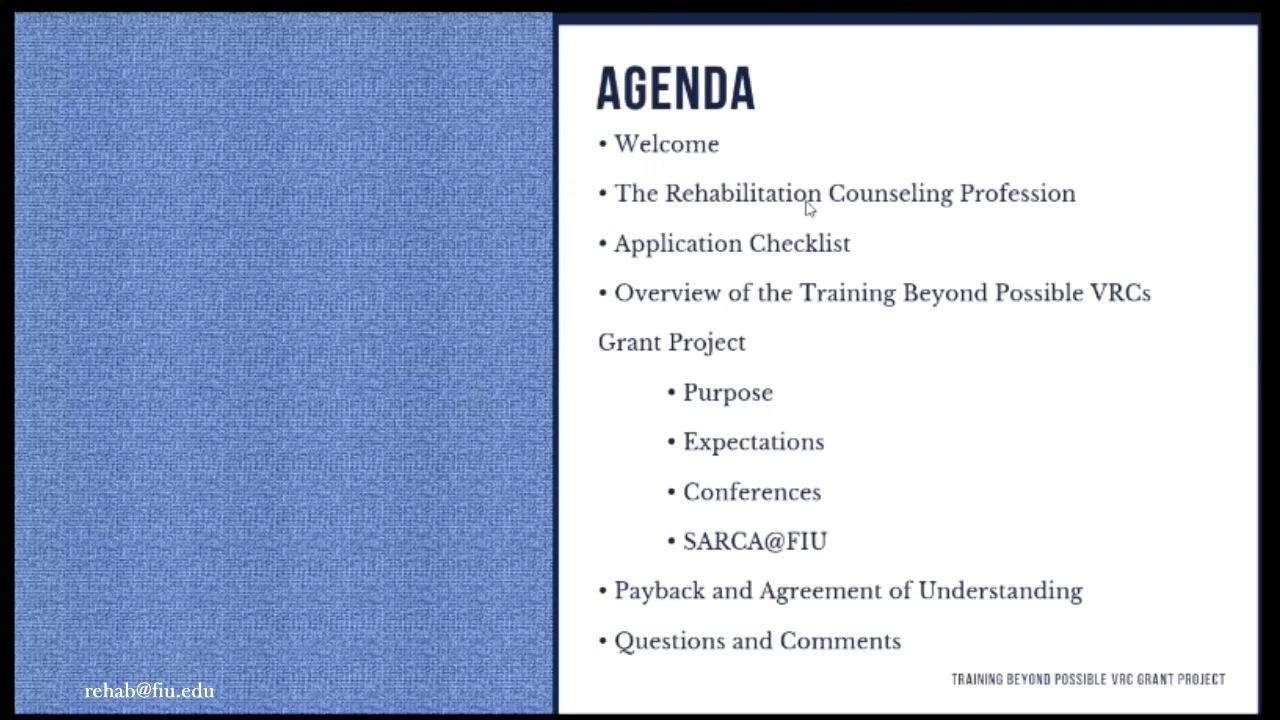 AGENDA
• Welcome
• The Rehabilitation Counseling Profession
• Application Checklist
• Overview of the Training Beyond Possible VRCs
Grant Project
• Purpose
• Expectations
• Conferences
• SARCA@FIU
• Payback and Agreement of Understanding
• Questions and Comments
TRAINING BEYOND POSSIBLE VRC GRANT PROJECT
rehab@fiu.edu